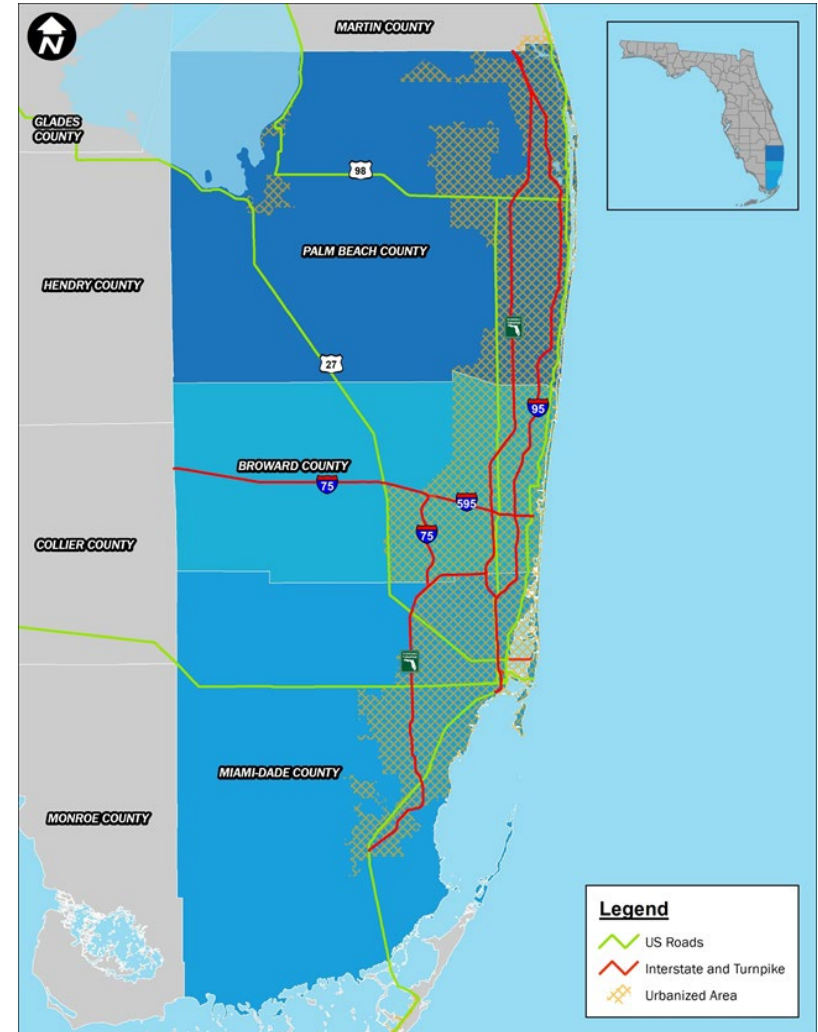 N
MARTIN COUNTY
GLADES
COUNTY
98
PALM BEACH COUNTY
HENDRY COUNTY
27
95
BROWARD COUNTY
75
595
75
COLLIER COUNTY
MIAMI-DADE COUNTY
MONROE COUNTY
Legend
US Roads
Interstate and Turnpike
Urbanized Area